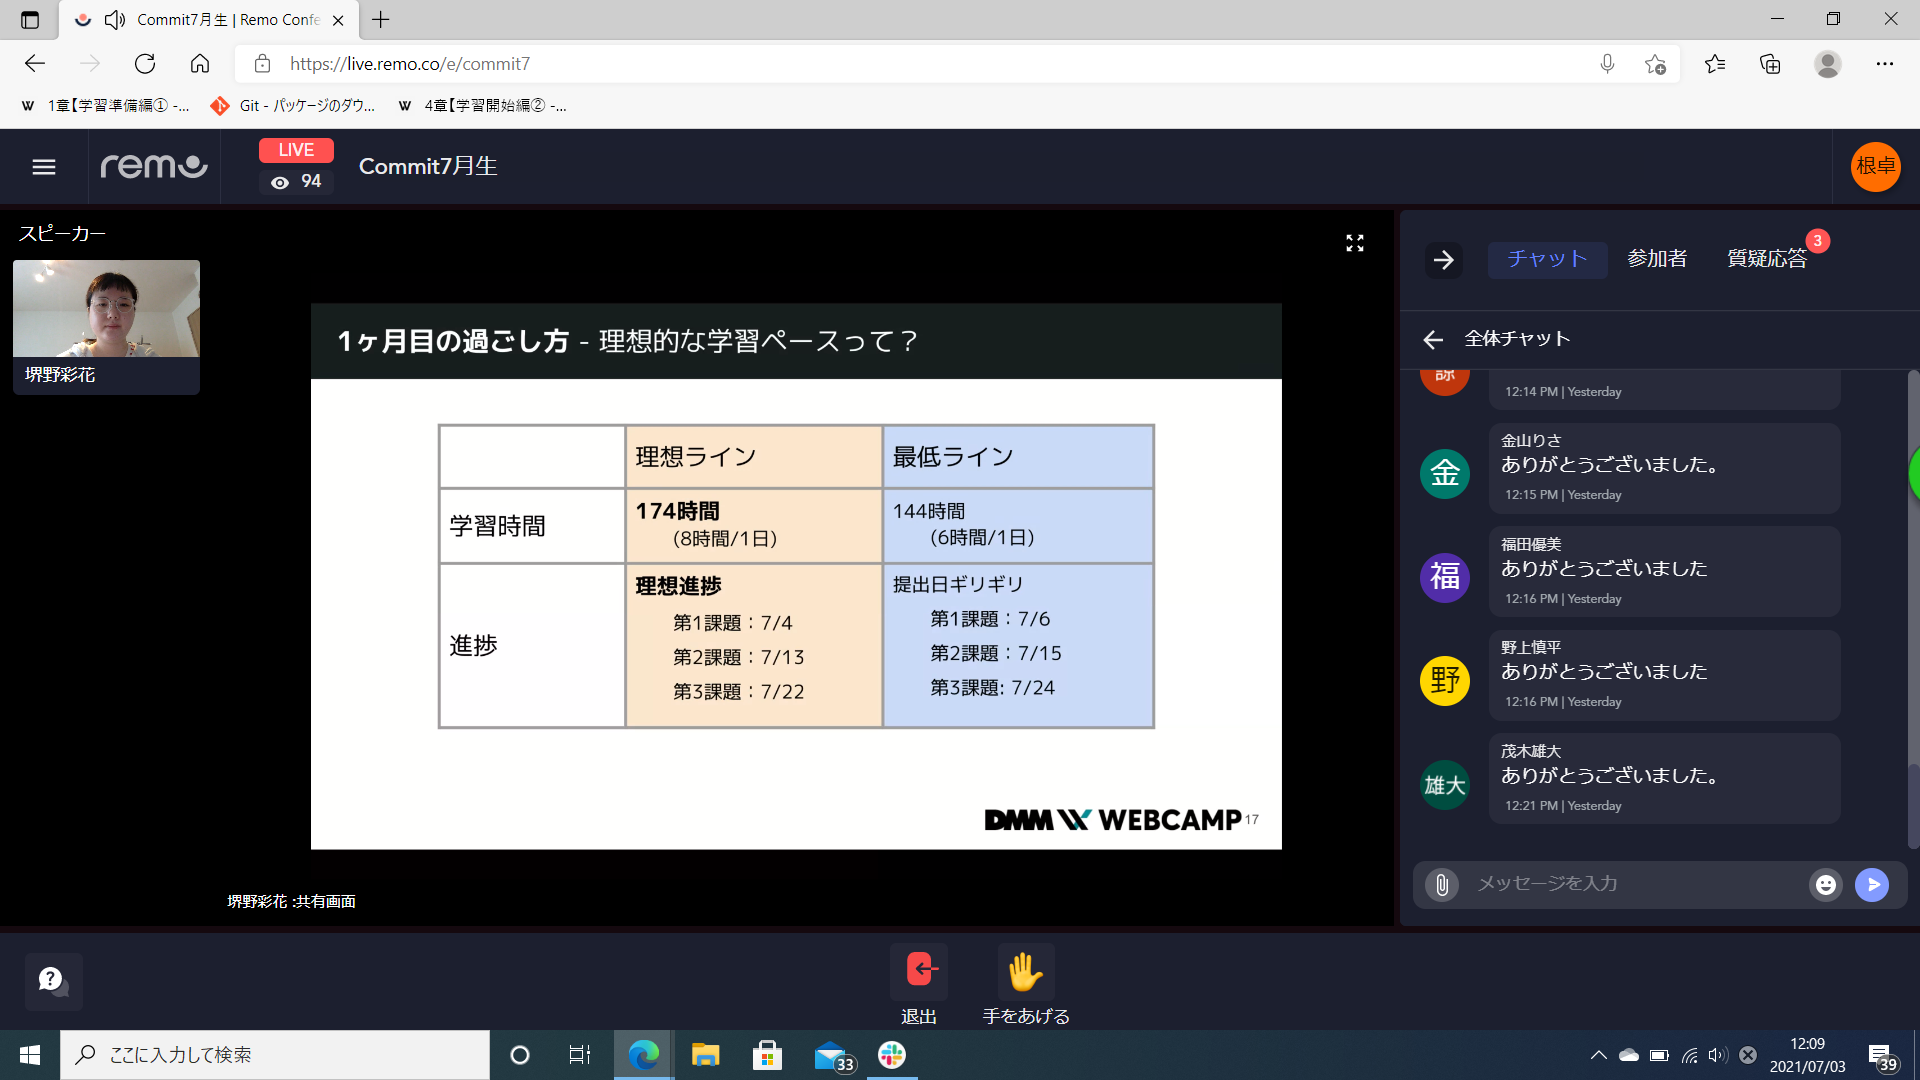 Commit7月生 | Remo Confe
https://live.remo.co/e/commit7
1章【学習準備編① -...
Git - パッケージのダウ...
4章【学習開始編② -...
remo
LIVE
94
Commit7月生
根卓
スピーカー
堺野彩花
1ヶ月目の過ごし方 - 理想的な学習ペースって？
理想ライン
最低ライン
学習時間
174時間
(8時間/1日)
144時間
(6時間/1日)
進捗
理想進捗
第1課題：7/4
第2課題：7/13
第3課題：7/22
提出日ギリギリ
第1課題：7/6
第2課題：7/15
第3課題: 7/24
DMM WEBCAMP 17
堺野彩花 :共有画面
チャット
参加者
質疑応答
3
全体チャット
12:14 PM | Yesterday
金
金山りさ
ありがとうございました。
12:15 PM | Yesterday
福
福田優美
ありがとうございました
12:16 PM | Yesterday
野
野上慎平
ありがとうございました
12:16 PM | Yesterday
雄大
茂木雄大
ありがとうございました。
12:21 PM | Yesterday
メッセージを入力
退出
手をあげる
ここに入力して検索
33
12:09
2021/07/03
39